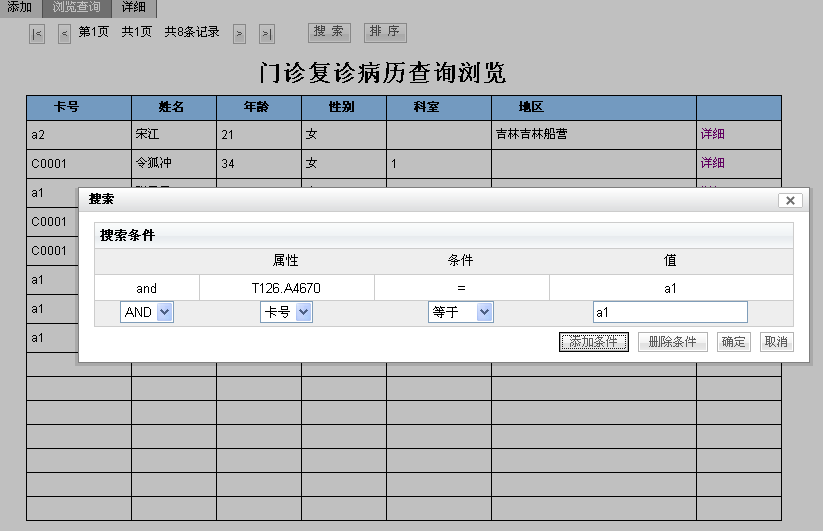 添加 浏览查询 详细
|< < 第1页 共1页 共8条记录 > >| 搜 索 排 序
门诊复诊病历查询浏览
卡号 姓名 年龄 性别 科室 地区
a2 宋江 21 女 吉林吉林船营 详细
C0001 令狐冲 34 女 1 详细
a1
搜索
C0001
搜索条件
C0001
属性 条件 值
a1
and T126.A4670 = a1
a1
AND 卡号 等于 a1
a1
添加条件 删除条件 确定 取消